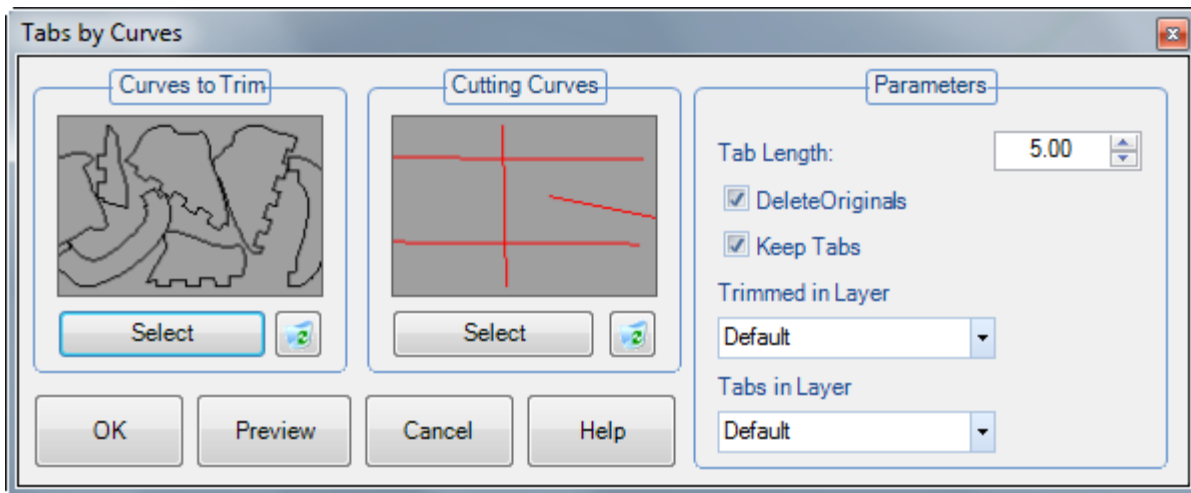 Tabs by Curves
Curves to Trim
Select
Cutting Curves
Select
Parameters
Tab Length: 5.00
DeleteOriginals
Keep Tabs
Trimmed in Layer
Default
Tabs in Layer
Default
OK
Preview
Cancel
Help